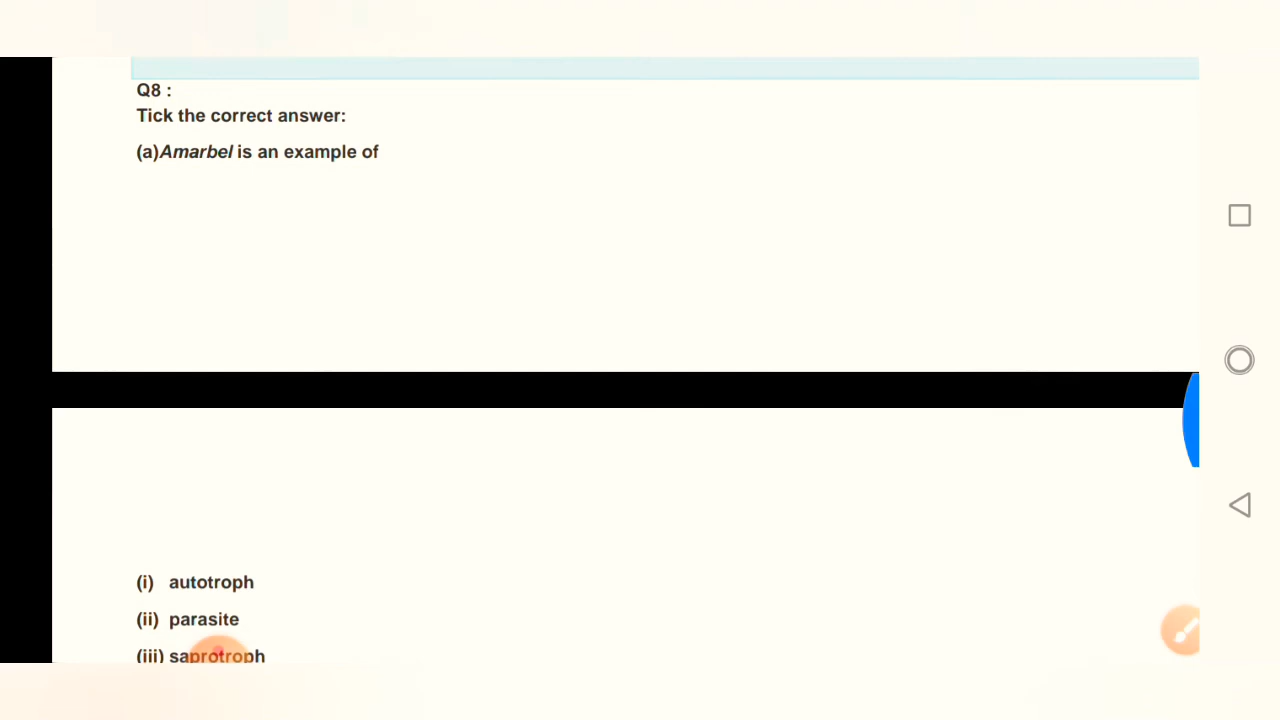 Q8 :
Tick the correct answer:
(a)Amarbel is an example of
(i) autotroph
(ii) parasite
(iii) saprotroph